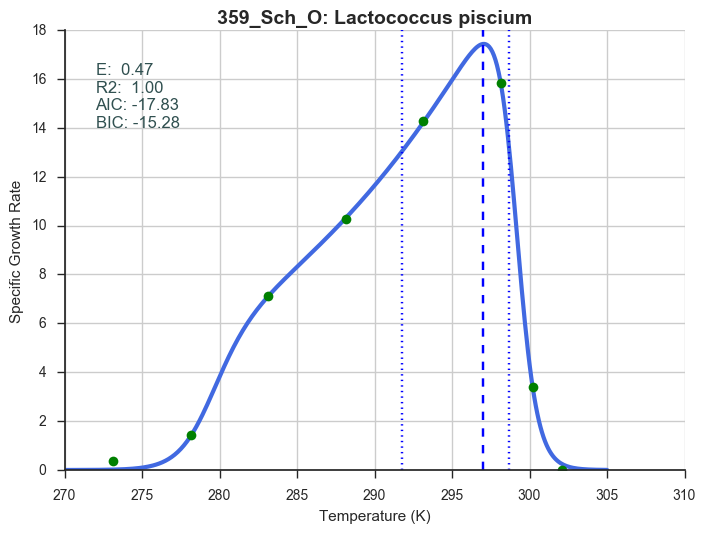 359_Sch_O: Lactococcus piscium
18
16
14
12
10
8
6
4
2
0
E:  0.47
R2:  1.00
AIC: -17.83
BIC: -15.28
Specific Growth Rate
270 275 280 285 290 295 300 305 310
Temperature (K)